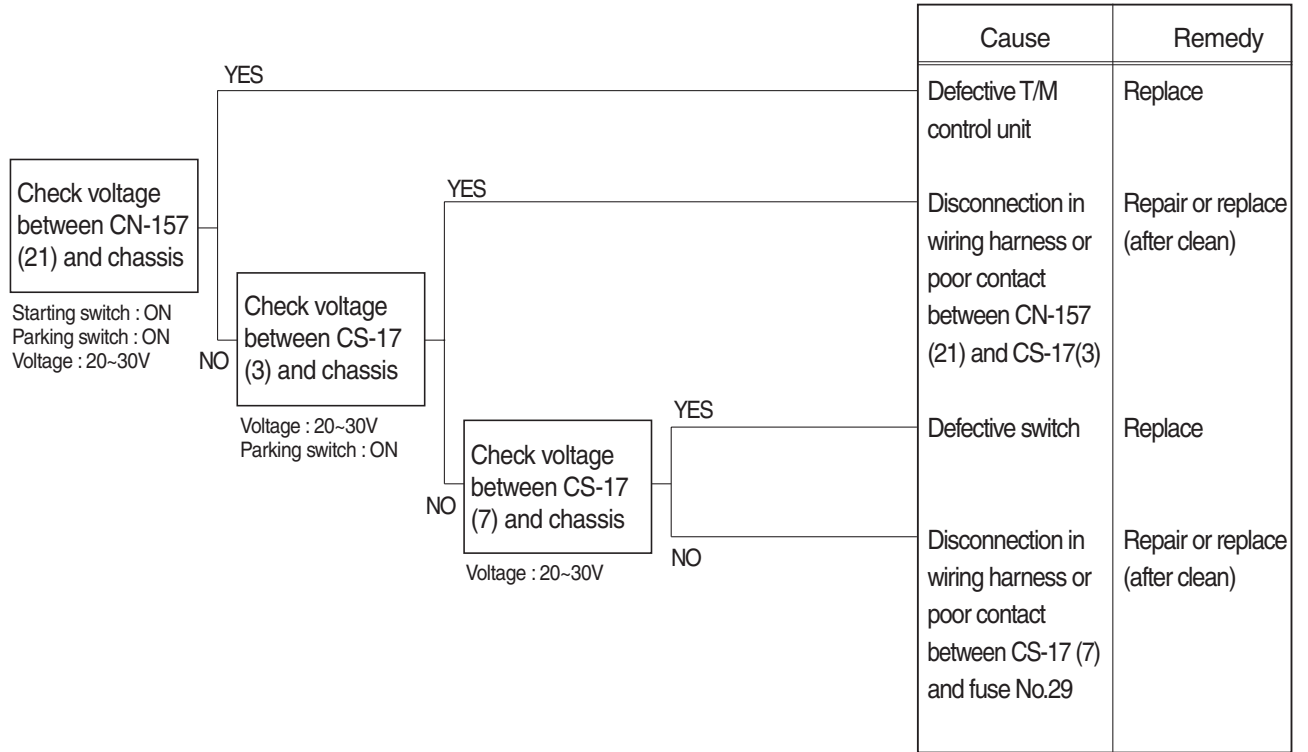 Cause
Remedy
YES
Defective T/M
control unit
Replace
Check voltage
between CN-157
(21) and chassis
Starting switch : ON
Parking switch : ON
Voltage : 20~30V
NO
YES
Disconnection in
wiring harness or
poor contact
between CN-157
(21) and CS-17(3)
Repair or replace
(after clean)
Check voltage
between CS-17
(3) and chassis
Voltage : 20~30V
Parking switch : ON
NO
YES
Defective switch
Replace
Check voltage
between CS-17
(7) and chassis
Voltage : 20~30V
NO
Disconnection in
wiring harness or
poor contact
between CS-17 (7)
and fuse No.29
Repair or replace
(after clean)